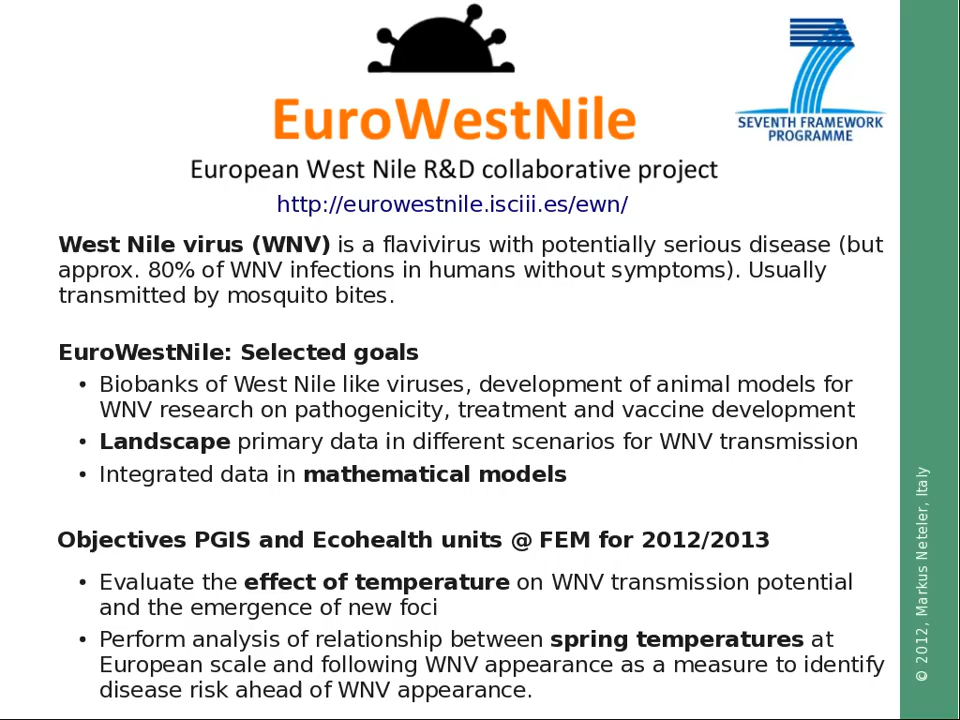 EuroWestNile
SEVENTH FRAMEWORK
PROGRAMME
European West Nile R&D collaborative project
http://eurowestnile.isciii.es/ewn/
West Nile virus (WNV) is a flavivirus with potentially serious disease (but
approx. 80% of WNV infections in humans without symptoms). Usually
transmitted by mosquito bites.
EuroWestNile: Selected goals
• Biobanks of West Nile like viruses, development of animal models for
WNV research on pathogenicity, treatment and vaccine development
• Landscape primary data in different scenarios for WNV transmission
• Integrated data in mathematical models
Objectives PGIS and Ecohealth units @ FEM for 2012/2013
• Evaluate the effect of temperature on WNV transmission potential
and the emergence of new foci
• Perform analysis of relationship between spring temperatures at
European scale and following WNV appearance as a measure to identify
disease risk ahead of WNV appearance.
© 2012, Markus Neteler, Italy